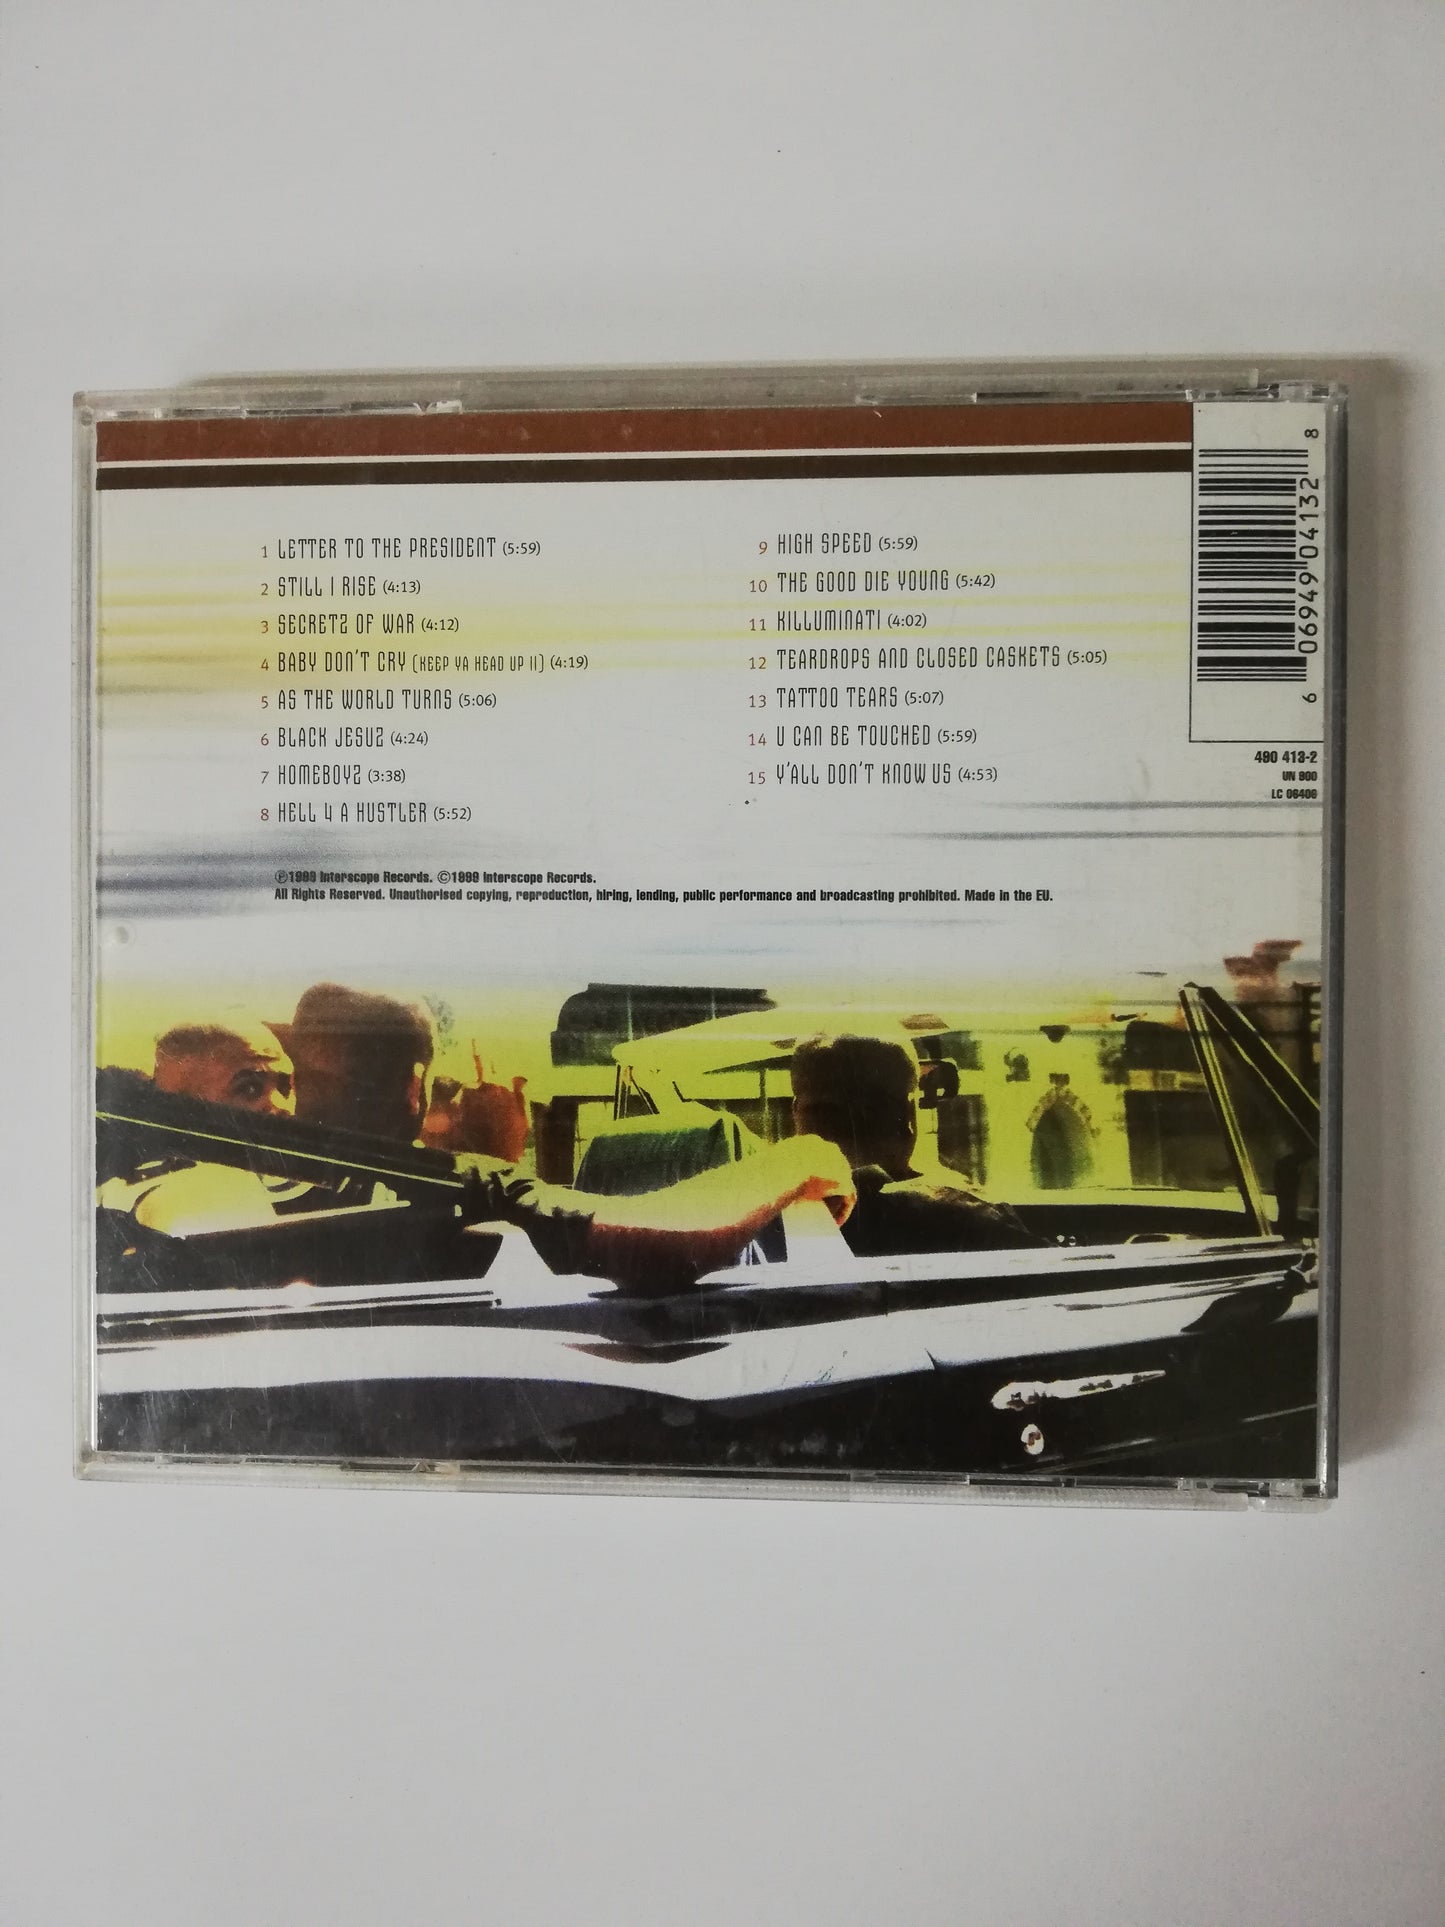 1 LETTER TO THE PRESIDENT (5:59)
2 STILL I RISE (4:13)
3 SECRETZ OF WAR (4:12)
4 BABY DON'T CRY (KEEP YA HEAD UP II) (4:19)
5 AS THE WORLD TURNS (5:06)
6 BLACK JESUZ (4:24)
7 HOMEBOYZ (3:38)
8 HELL 4 A HUSTLER (5:52)
9 HIGH SPEED (5:59)
10 THE GOOD DIE YOUNG (5:42)
11 KILLUMINATI (4:02)
12 TEARDROPS AND CLOSED CASKETS (5:05)
13 TATTOO TEARS (5:07)
14 U CAN BE TOUCHED (5:59)
15 Y'ALL DON'T KNOW US (4:53)
6 06949 04132 8
490 413-2
UN 800
LC 06406
℗1999 Interscope Records. ©1999 Interscope Records.
All Rights Reserved. Unauthorised copying, reproduction, hiring, lending, public performance and broadcasting prohibited. Made in the EU.